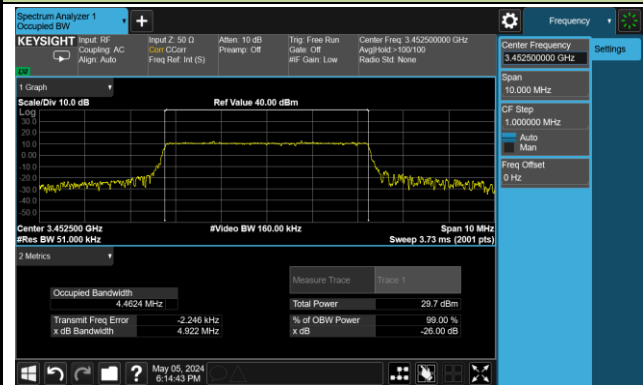 Spectrum Analyzer 1
Occupied BW
Frequency
KEYSIGHT
Input: RF
Coupling: AC
Align: Auto
Input Z: 50 Ω
Corr CCorr
Freq Ref: Int (S)
Atten: 10 dB
Preamp: Off
Trig: Free Run
Gate: Off
#IF Gain: Low
Center Freq: 3.452500000 GHz
Avg|Hold:>100/100
Radio Std: None
Center Frequency
3.452500000 GHz
Settings
Span
10.000 MHz
CF Step
1.000000 MHz
Auto
Man
Freq Offset
0 Hz
1 Graph
Scale/Div 10.0 dB
Ref Value 40.00 dBm
Log
30.0
20.0
10.0
0.00
-10.0
-20.0
-30.0
-40.0
-50.0
Center 3.452500 GHz
#Video BW 160.00 kHz
Span 10 MHz
#Res BW 51.000 kHz
Sweep 3.73 ms (2001 pts)
2 Metrics
Measure Trace
Trace 1
Occupied Bandwidth
4.4624 MHz
Total Power
29.7 dBm
Transmit Freq Error
-2.246 kHz
% of OBW Power
99.00 %
x dB Bandwidth
4.922 MHz
x dB
-26.00 dB
May 05, 2024
6:14:43 PM